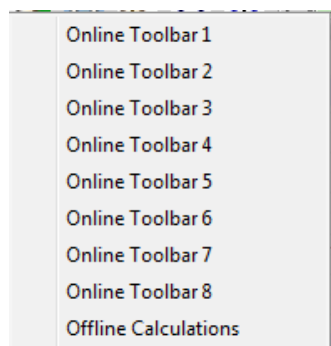 Online Toolbar 1
Online Toolbar 2
Online Toolbar 3
Online Toolbar 4
Online Toolbar 5
Online Toolbar 6
Online Toolbar 7
Online Toolbar 8
Offline Calculations